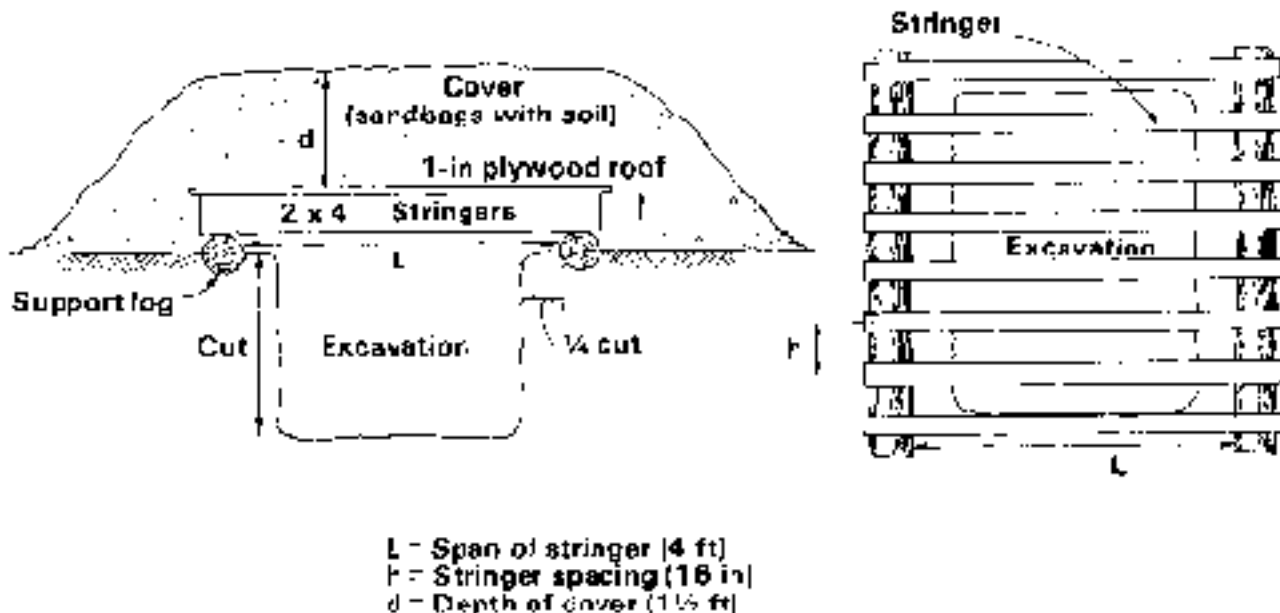 Stringer
Cover
(sandbags with soil)
d
1-in plywood roof
2 x 4 Stringers
L
Support log
Cut
Excavation
¼ cut
Excavation
h
L
L = Span of stringer (4 ft)
h = Stringer spacing (16 in)
d = Depth of cover (1½ ft)